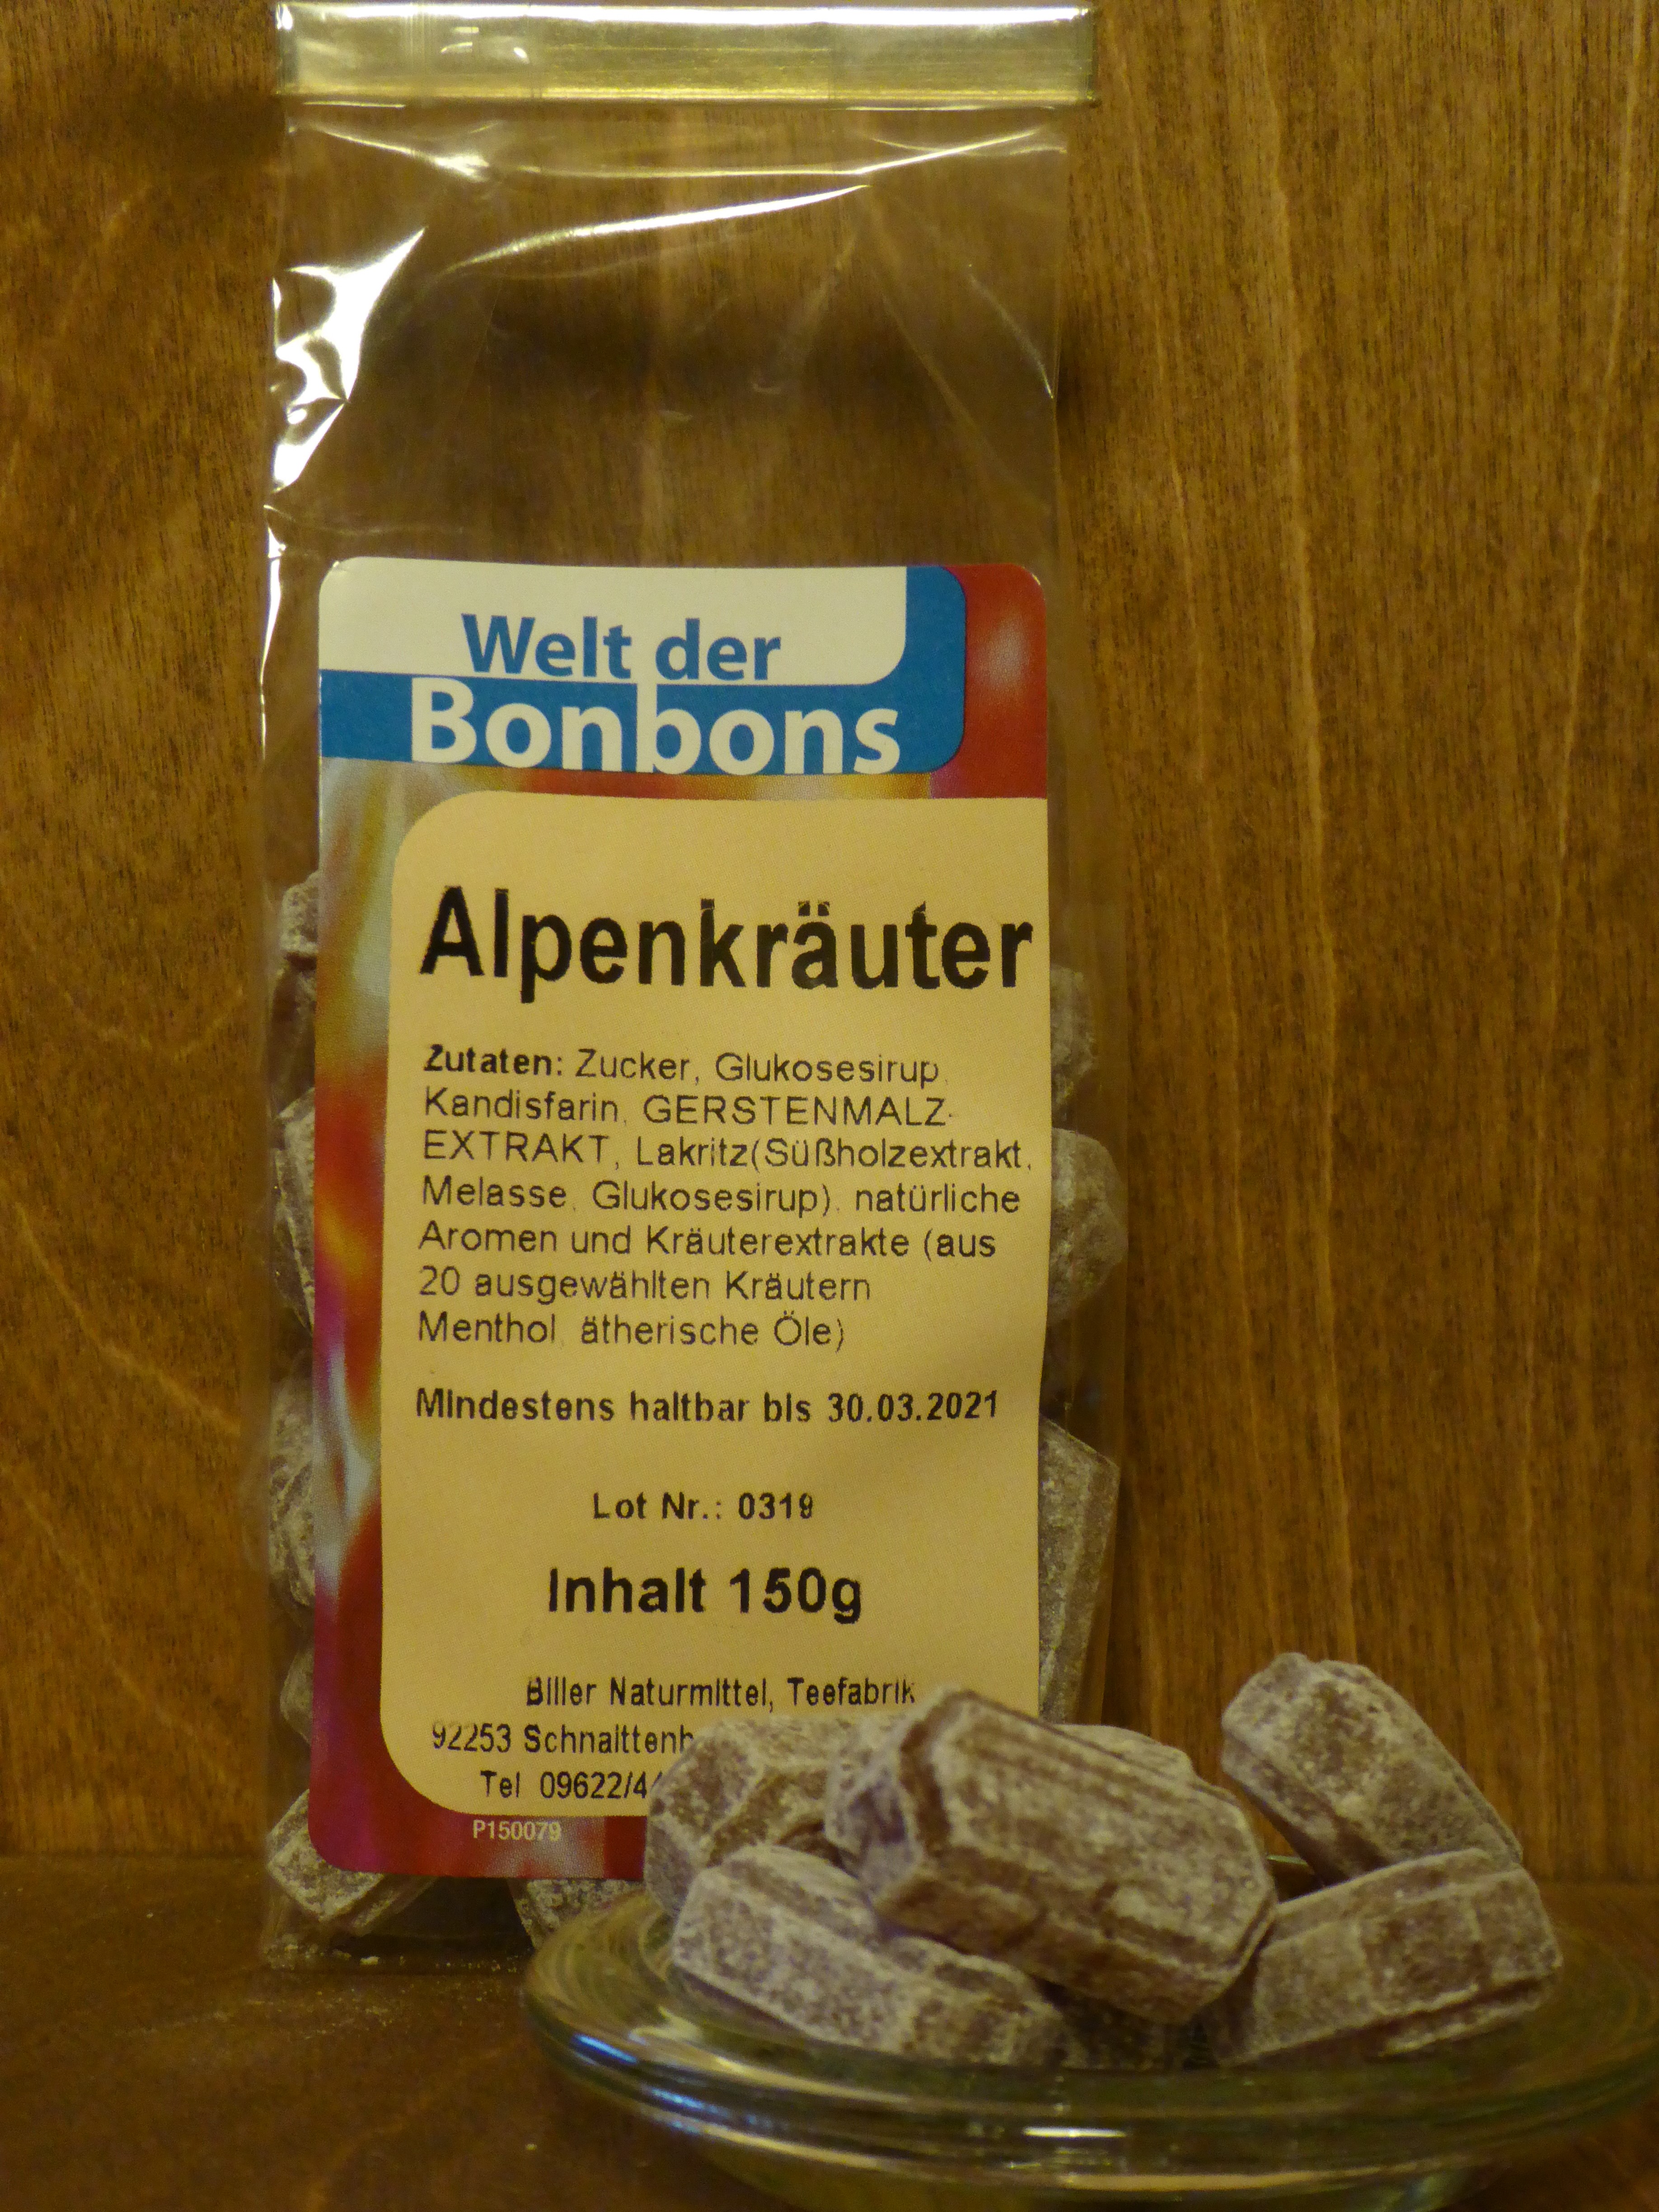 Welt der
Bonbons
Alpenkräuter
Zutaten: Zucker, Glukosesirup,
Kandisfarin, GERSTENMALZ-
EXTRAKT, Lakritz(Süßholzextrakt,
Melasse, Glukosesirup), natürliche
Aromen und Kräuterextrakte (aus
20 ausgewählten Kräutern
Menthol, ätherische Öle)
Mindestens haltbar bis 30.03.2021
Lot Nr.: 0319
Inhalt 150g
Biller Naturmittel, Teefabrik
92253
Tel
P150079